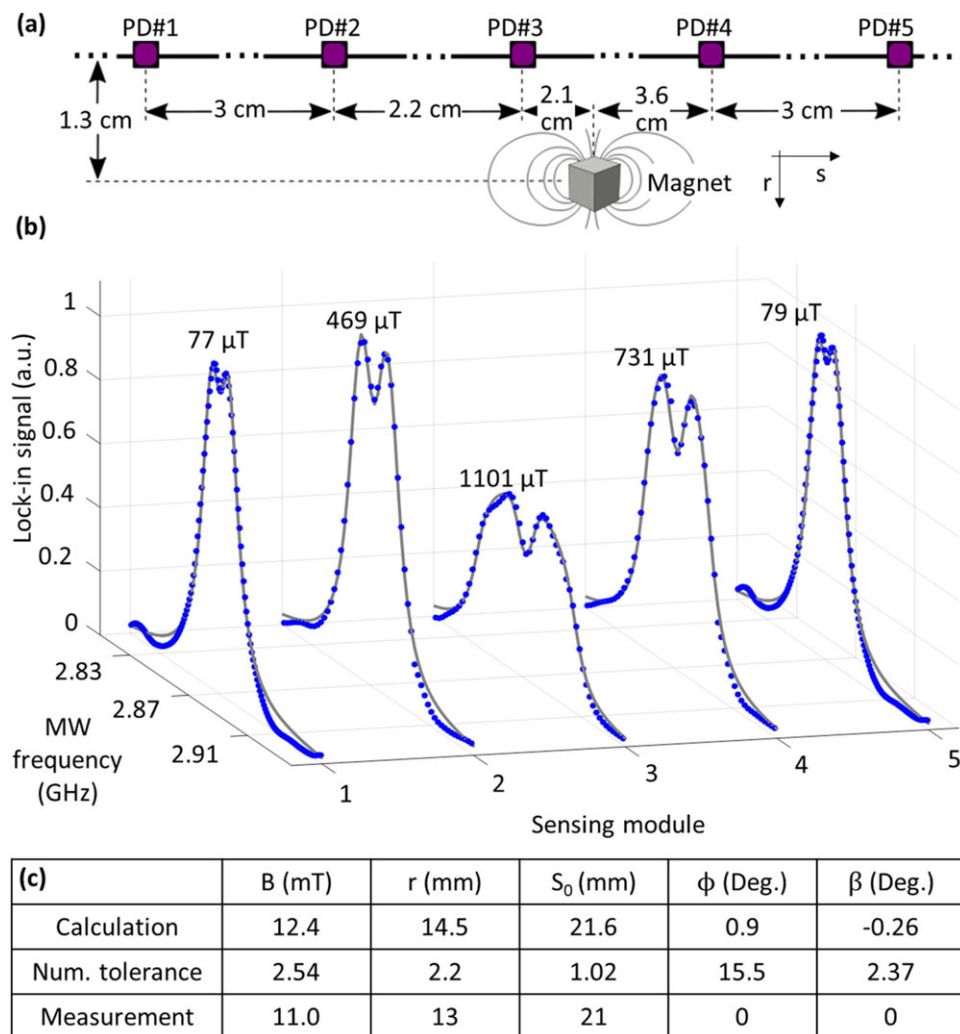 (a)
PD#1 PD#2 PD#3 PD#4 PD#5
3 cm 2.2 cm 2.1 cm 3.6 cm 3 cm
1.3 cm
Magnet
r
s
(b)
Lock-in signal (a.u.)
1
0.8
0.6
0.4
0.2
0
77 µT
469 µT
1101 µT
731 µT
79 µT
2.83
2.87
2.91
MW
frequency
(GHz)
1 2 3 4 5
Sensing module
(c) B (mT) r (mm) S₀ (mm) ϕ (Deg.) β (Deg.)
Calculation 12.4 14.5 21.6 0.9 -0.26
Num. tolerance 2.54 2.2 1.02 15.5 2.37
Measurement 11.0 13 21 0 0